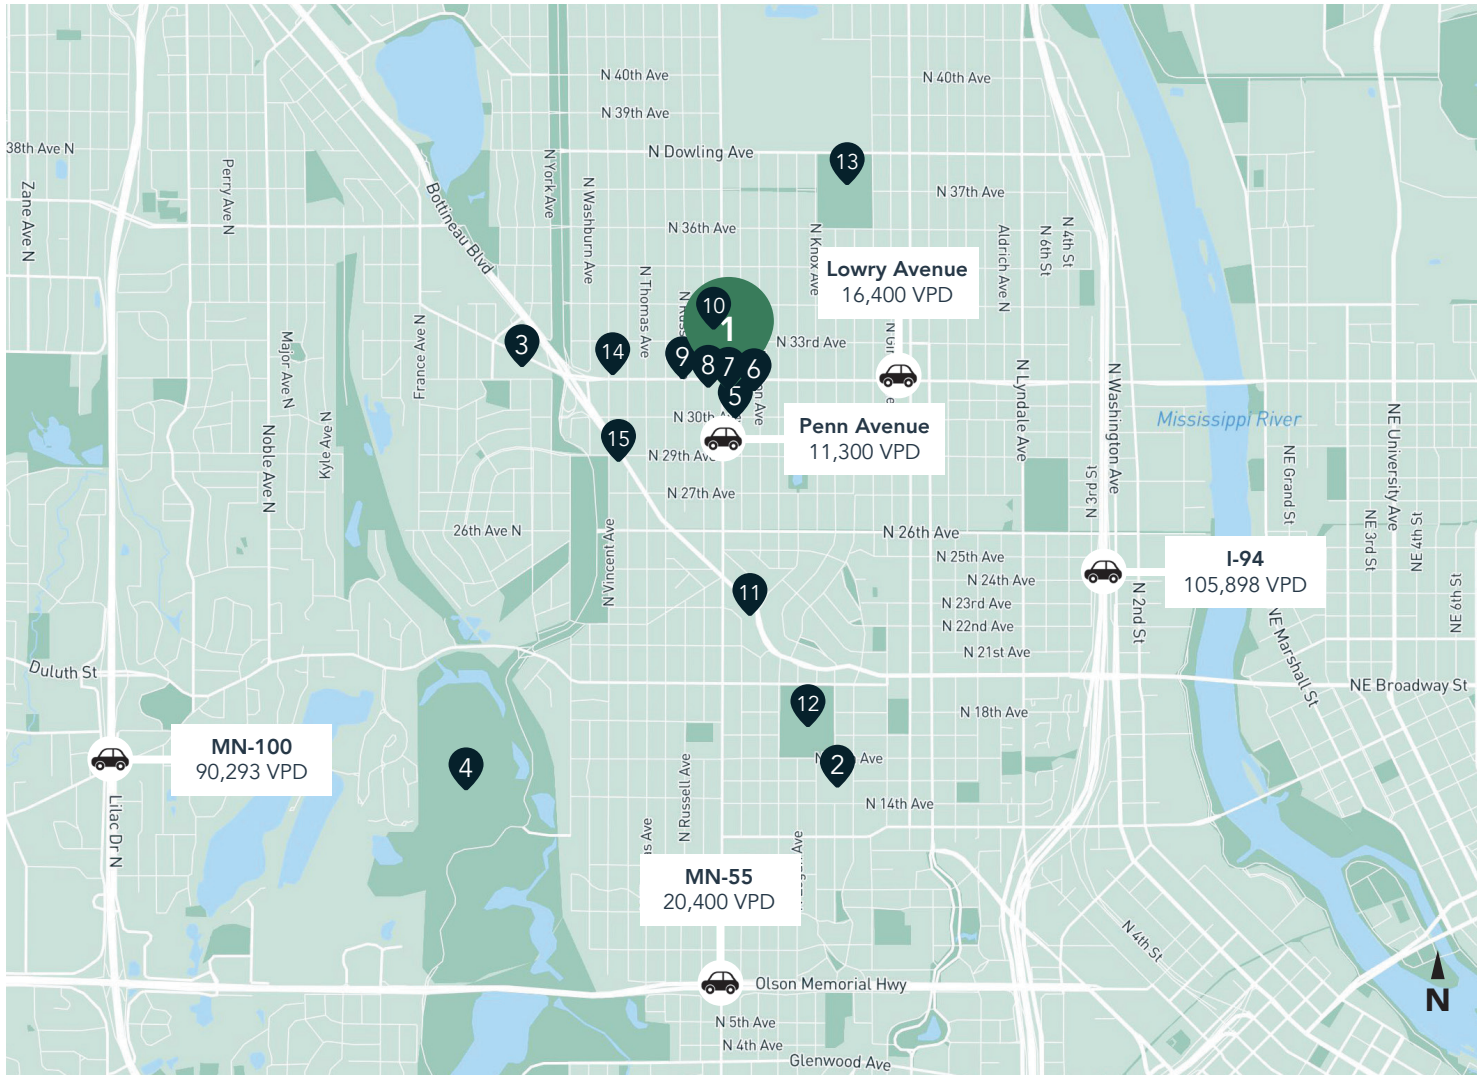 N 40th Ave
N 40th Ave
N 39th Ave
38th Ave N
N Dowling Ave
13
Zane Ave N
Perry Ave N
Bottineau Blvd
N York Ave
N Washburn Ave
N 37th Ave
N 36th Ave
N Knox Ave
Aldrich Ave N
N 6th St
N 4th St
Lowry Avenue
16,400 VPD
N Thomas Ave
10
1
N 33rd Ave
3
14
9
8
7
6
5
France Ave N
Major Ave N
Kyle Ave N
Noble Ave N
N Lyndale Ave
N Washington Ave
Mississippi River
NE University Ave
N 30th Ave
Penn Avenue
11,300 VPD
15
N 29th Ave
N 27th Ave
N 3rd St
NE Grand St
NE 3rd St
NE 4th St
NE 6th St
26th Ave N
N 26th Ave
N Vincent Ave
N 25th Ave
N 24th Ave
N 23rd Ave
N 22nd Ave
N 21st Ave
I-94
105,898 VPD
N 2nd St
11
NE Marshall St
Duluth St
NE Broadway St
12
N 18th Ave
MN-100
90,293 VPD
4
2
Ave
N Russell Ave
N 14th Ave
Lilac Dr N
MN-55
20,400 VPD
N 4th St
Olson Memorial Hwy
N
N 5th Ave
N 4th Ave
Glenwood Ave